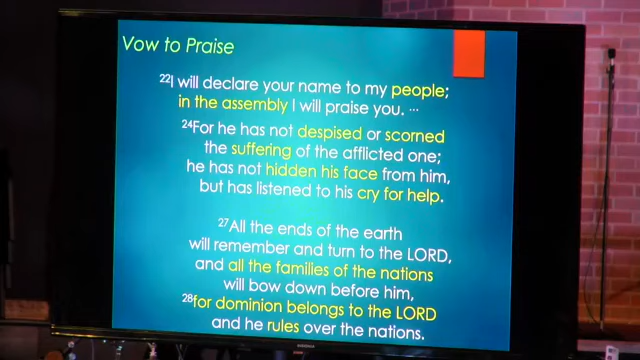 Vow to Praise
22I will declare your name to my people;
in the assembly I will praise you. ...
24For he has not despised or scorned
the suffering of the afflicted one;
he has not hidden his face from him,
but has listened to his cry for help.
27All the ends of the earth
will remember and turn to the LORD,
and all the families of the nations
will bow down before him,
28for dominion belongs to the LORD
and he rules over the nations.